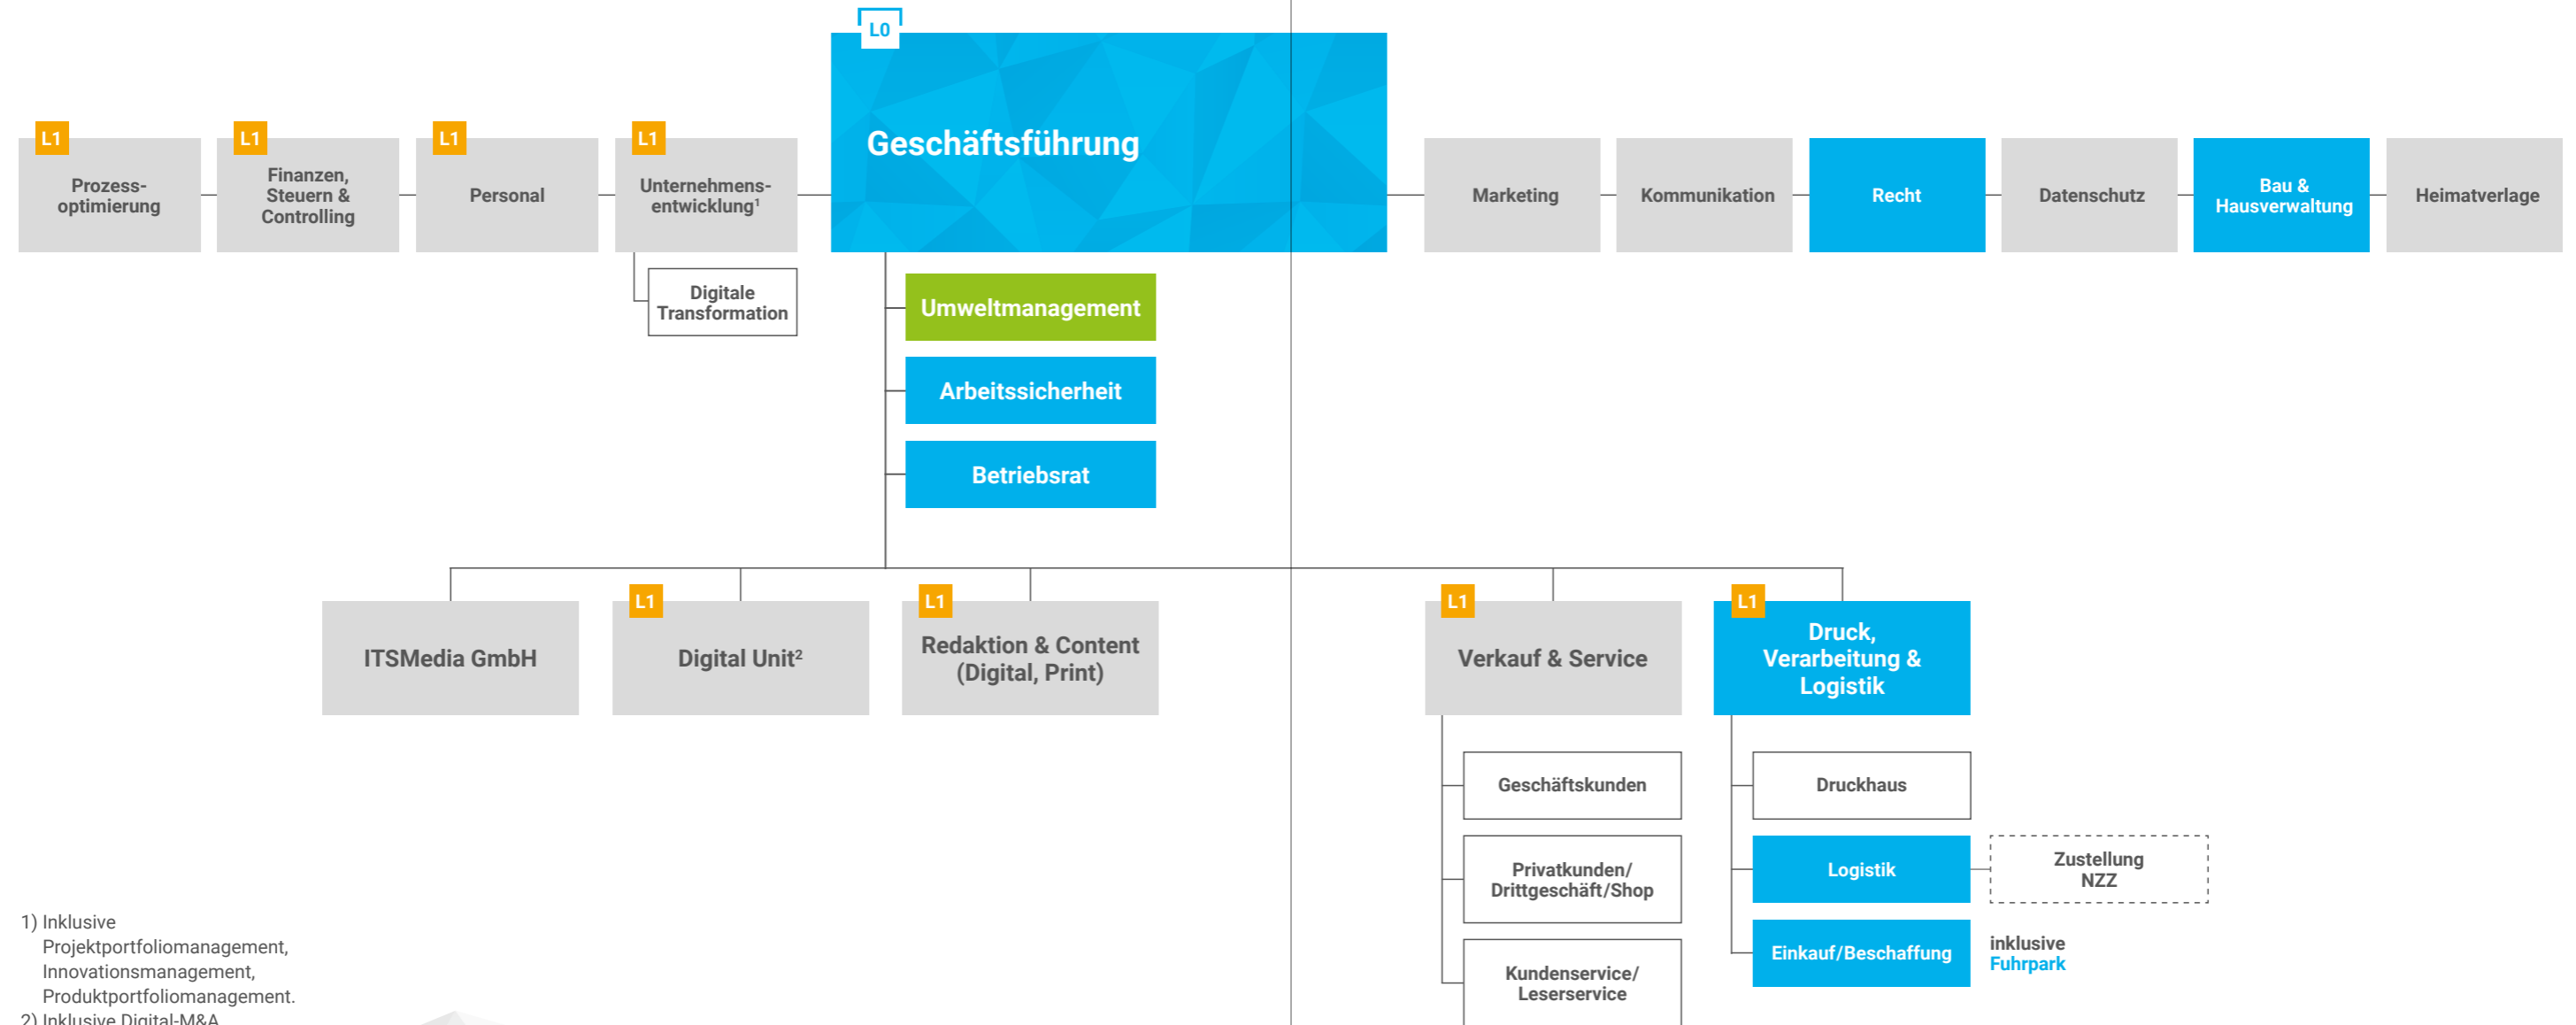 L0
Geschäftsführung
L1
Prozess-
optimierung
L1
Finanzen,
Steuern &
Controlling
L1
Personal
L1
Unternehmens-
entwicklung¹
Digitale
Transformation
Marketing
Kommunikation
Recht
Datenschutz
Bau &
Hausverwaltung
Heimatverlage
Umweltmanagement
Arbeitssicherheit
Betriebsrat
ITSMedia GmbH
L1
Digital Unit²
L1
Redaktion & Content
(Digital, Print)
L1
Verkauf & Service
Geschäftskunden
Privatkunden/
Drittgeschäft/Shop
Kundenservice/
Leserservice
L1
Druck,
Verarbeitung &
Logistik
Druckhaus
Logistik
Zustellung
NZZ
Einkauf/Beschaffung
inklusive
Fuhrpark
1) Inklusive
Projektportfoliomanagement,
Innovationsmanagement,
Produktportfoliomanagement.
2) Inklusive Digital-M&A